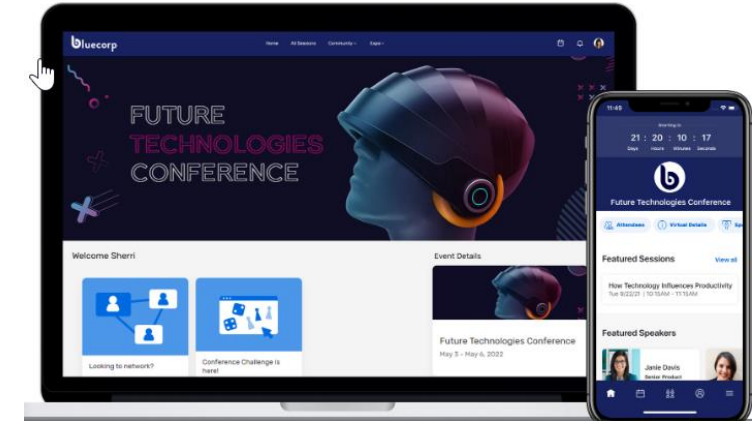 bluecorp
Home All Sessions Community Expo
FUTURE
TECHNOLOGIES
CONFERENCE
Welcome Sherri
Looking to network?
Conference Challenge is
here!
Event Details
Future Technologies Conference
May 3 - May 6, 2022
11:49
Starting in
21 : 20 : 10 : 17
Days Hours Minutes Seconds
b
Future Technologies Conference
Attendees Virtual Details
Featured Sessions View all
How Technology Influences Productivity
Tue 9/22/21 | 10:15AM - 11:15AM
Featured Speakers
Janie Davis
Senior Product